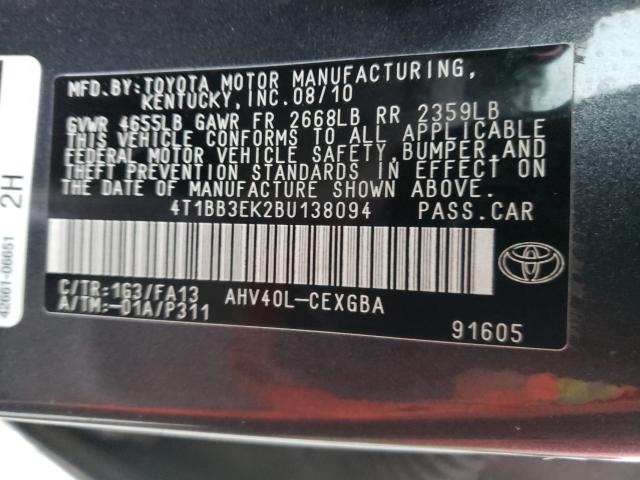 MFD.BY:TOYOTA MOTOR MANUFACTURING,
KENTUCKY,INC.08/10
GVWR 4655LB GAWR FR 2668LB RR 2359LB
THIS VEHICLE CONFORMS TO ALL APPLICABLE
FEDERAL MOTOR VEHICLE SAFETY,BUMPER,AND
THEFT PREVENTION STANDARDS IN EFFECT ON
THE DATE OF MANUFACTURE SHOWN ABOVE.
4T1BB3EK2BU138094 PASS.CAR
C/TR:1G3/FA13 AHV40L-CEXGBA
A/TM:-01A/P311
91605
2H
42661-06651